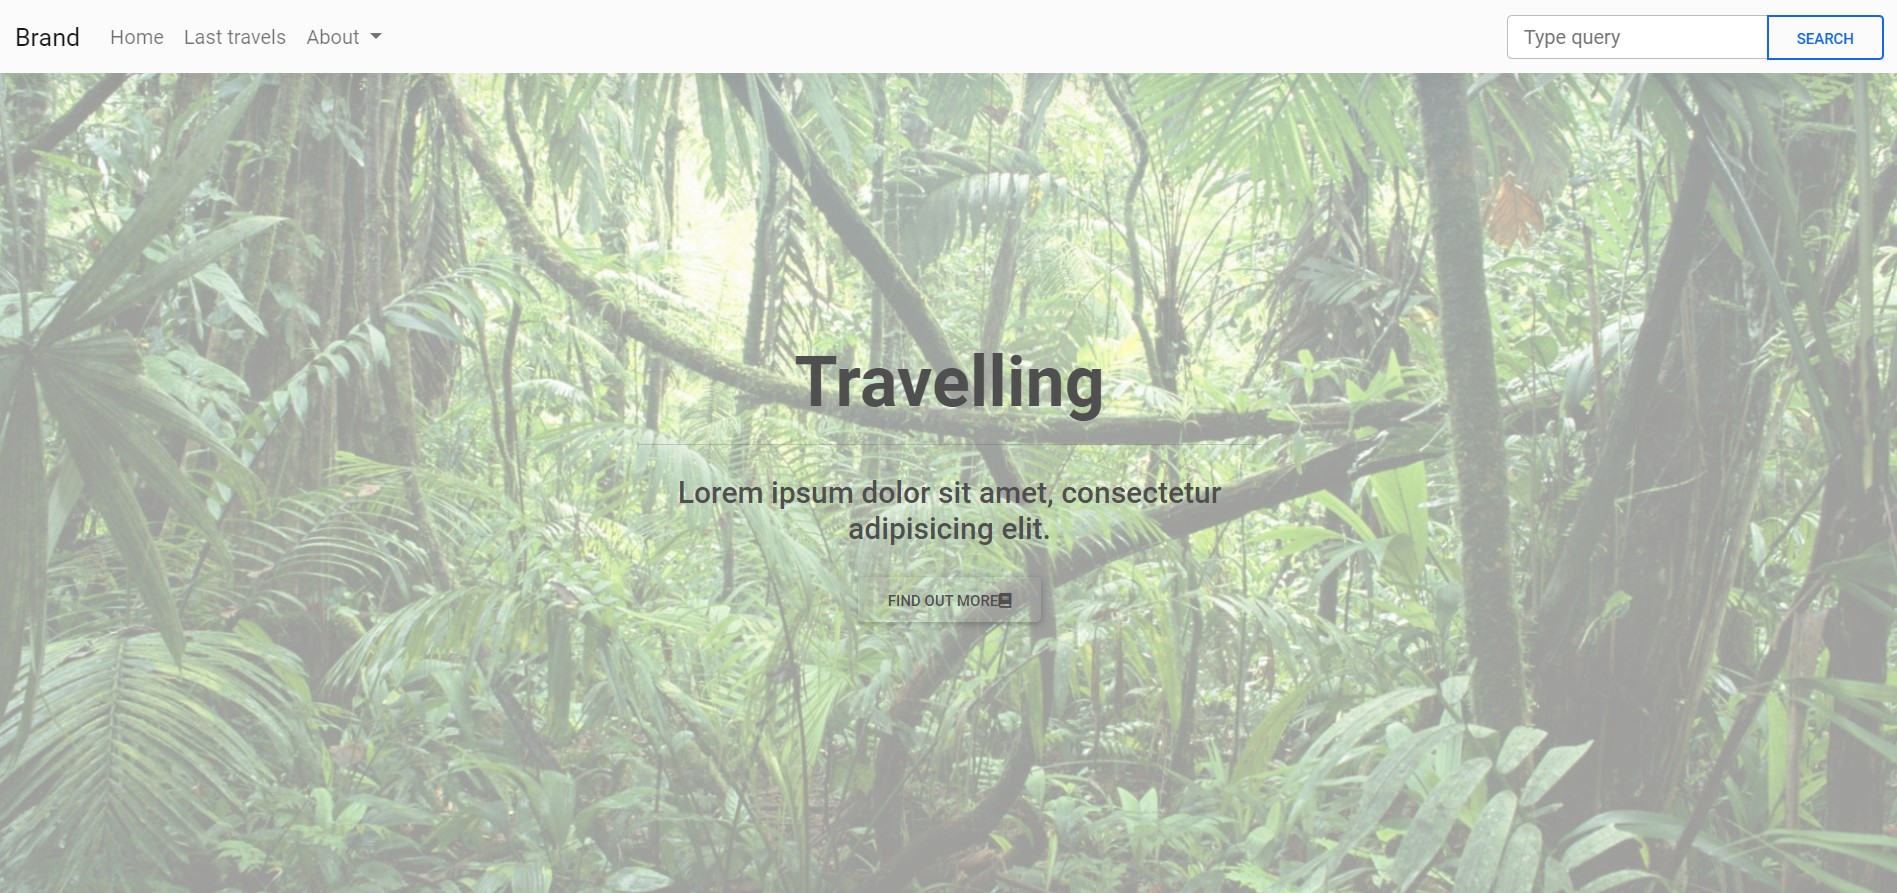 Brand Home Last travels About Type query SEARCH
Travelling
Lorem ipsum dolor sit amet, consectetur
adipisicing elit.
FIND OUT MORE